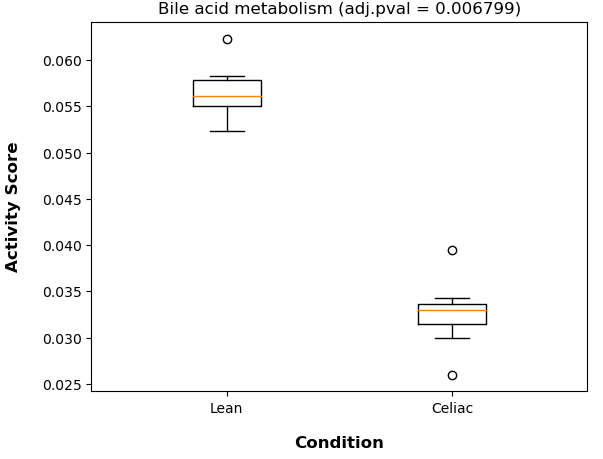 Bile acid metabolism (adj.pval = 0.006799)
0.060
0.055
0.050
0.045
0.040
0.035
0.030
0.025
Activity Score
Lean
Celiac
Condition